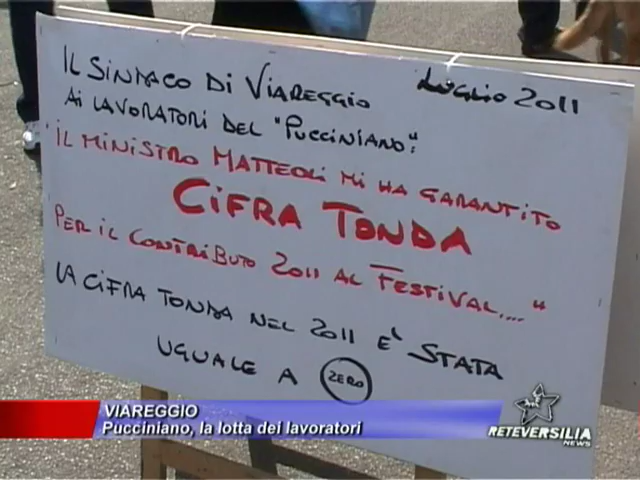 LUGLIO 2011
IL SINDACO DI VIAREGGIO
AI LAVORATORI DEL "PUCCINIANO":
IL MINISTRO MATTEOLI MI HA GARANTITO
CIFRA TONDA
PER IL CONTRIBUTO 2011 AL FESTIVAL...."
LA CIFRA TONDA NEL 2011 E' STATA
UGUALE A ZERO
VIAREGGIO
Pucciniano, la lotta dei lavoratori
RETEVERSILIA
NEWS